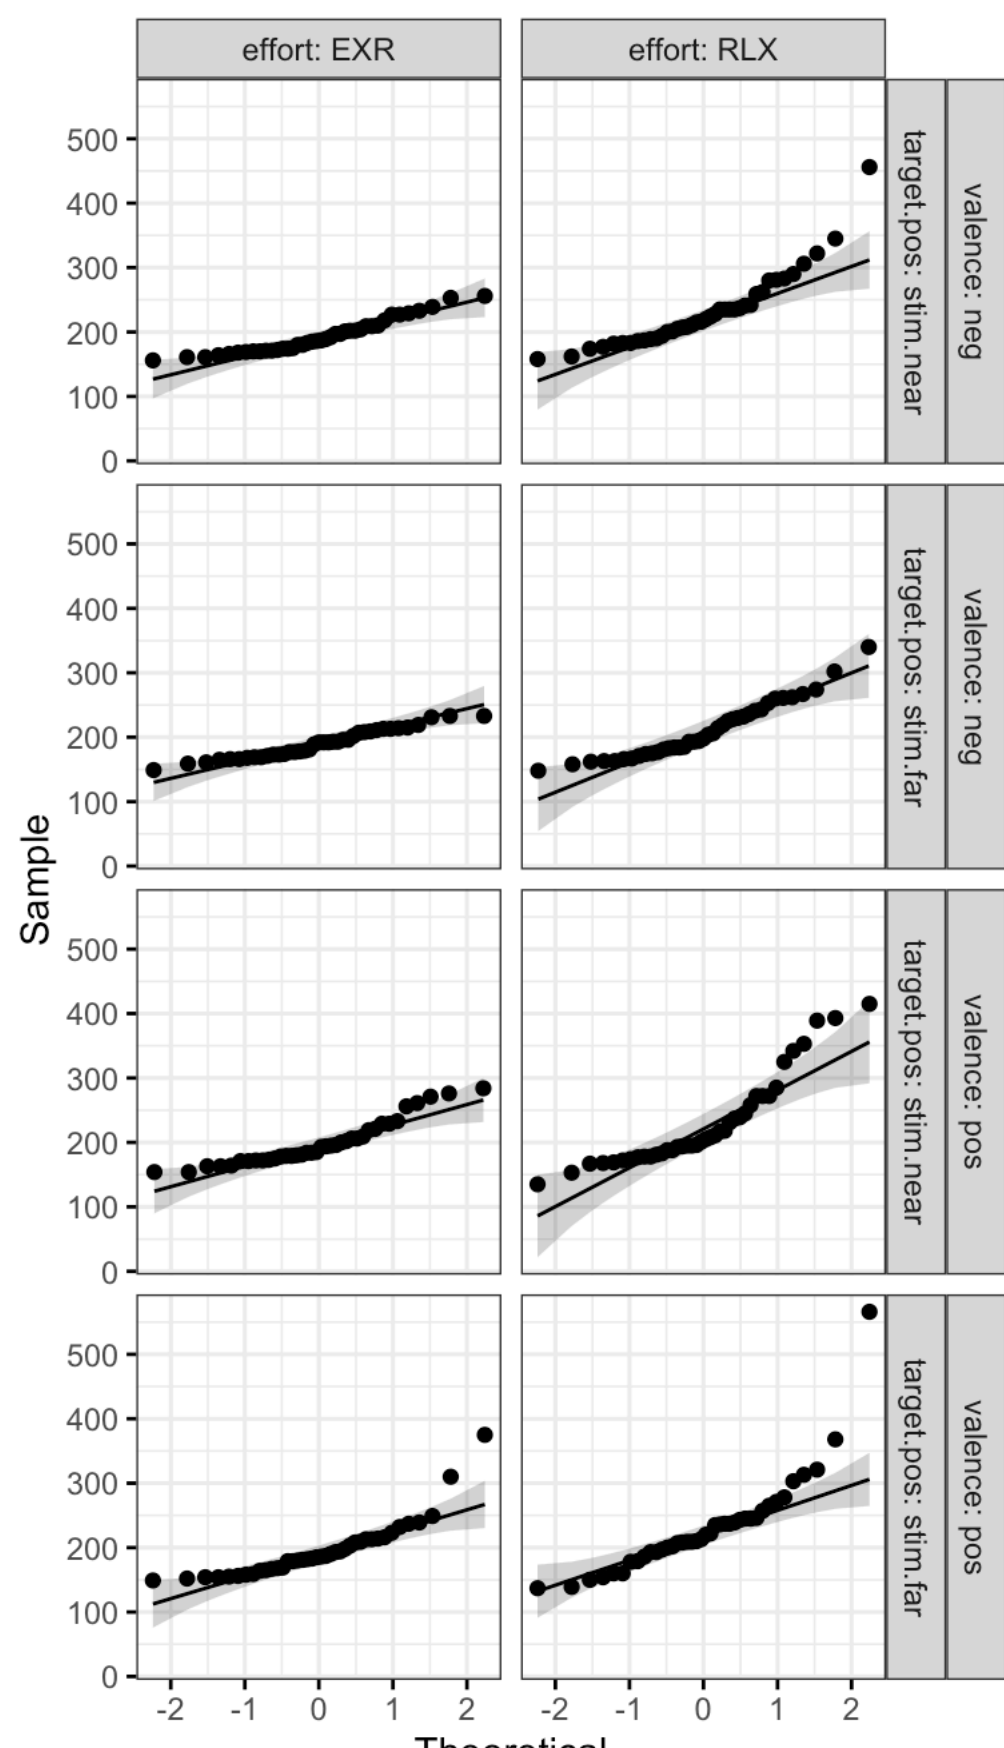 effort: EXR
effort: RLX
500
400
300
200
100
0
target.pos: stim.near
valence: neg
500
400
300
200
100
0
target.pos: stim.far
valence: neg
Sample
500
400
300
200
100
0
target.pos: stim.near
valence: pos
500
400
300
200
100
0
target.pos: stim.far
valence: pos
-2 -1 0 1 2 -2 -1 0 1 2
Theoretical